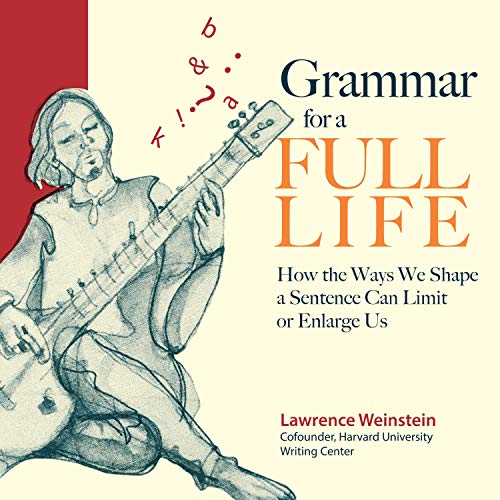 b
&
:
k ! ? a
Grammar
for a
FULL
LIFE
How the Ways We Shape
a Sentence Can Limit
or Enlarge Us
Lawrence Weinstein
Cofounder, Harvard University
Writing Center